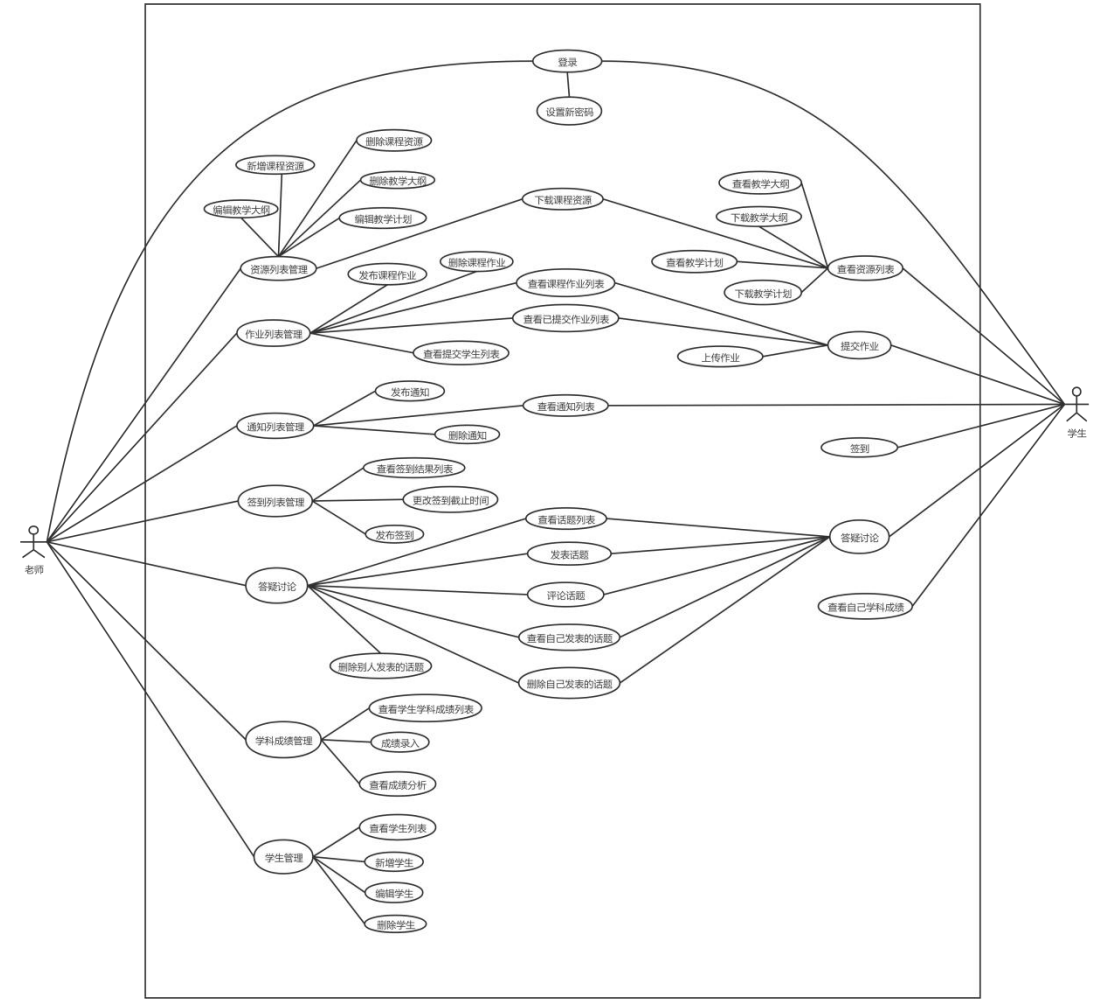 登录
设置新密码
删除课程资源
新增课程资源
删除教学大纲
编辑教学大纲
编辑教学计划
资源列表管理
下载课程资源
查看教学大纲
下载教学大纲
查看教学计划
下载教学计划
查看资源列表
发布课程作业
删除课程作业
查看课程作业列表
作业列表管理
查看已提交作业列表
查看提交学生列表
上传作业
提交作业
发布通知
通知列表管理
查看通知列表
删除通知
学生
签到
查看签到结果列表
签到列表管理
更改签到截止时间
发布签到
查看话题列表
答疑讨论
发表话题
老师
答疑讨论
评论话题
查看自己学科成绩
查看自己发表的话题
删除别人发表的话题
删除自己发表的话题
查看学生学科成绩列表
学科成绩管理
成绩录入
查看成绩分析
查看学生列表
学生管理
新增学生
编辑学生
删除学生